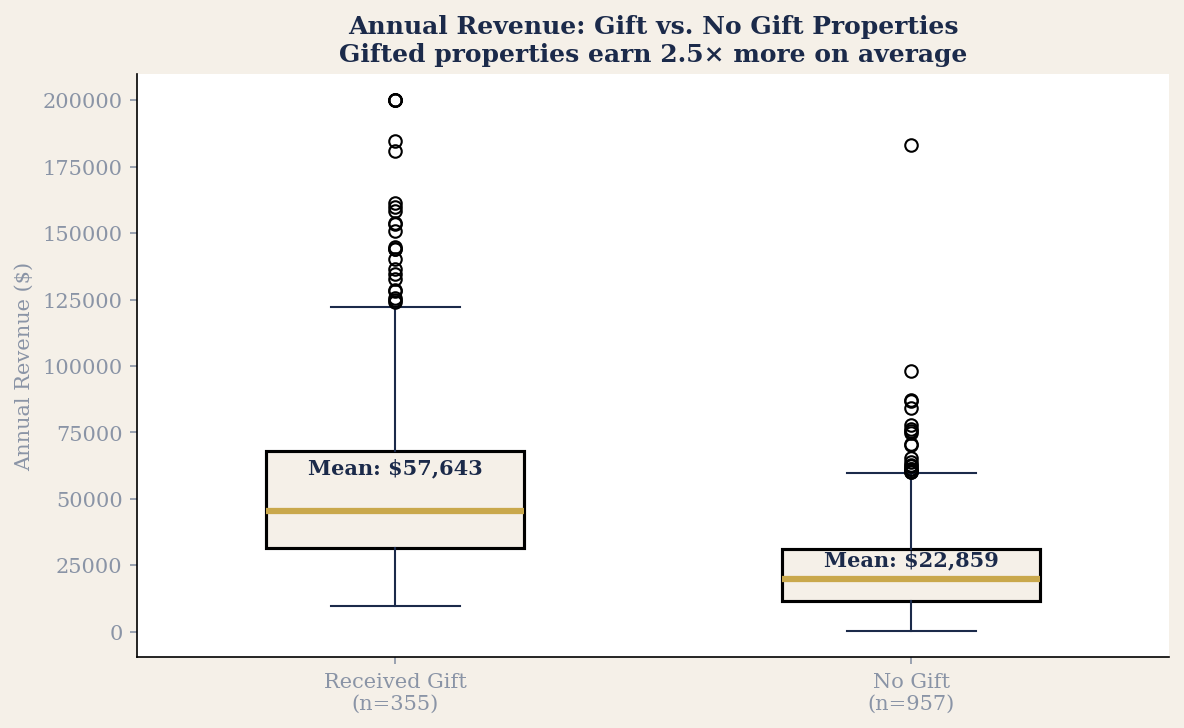 Annual Revenue: Gift vs. No Gift Properties
Gifted properties earn 2.5× more on average
Annual Revenue ($)
200000
175000
150000
125000
100000
75000
50000
25000
0
Mean: $57,643
Mean: $22,859
Received Gift
(n=355)
No Gift
(n=957)